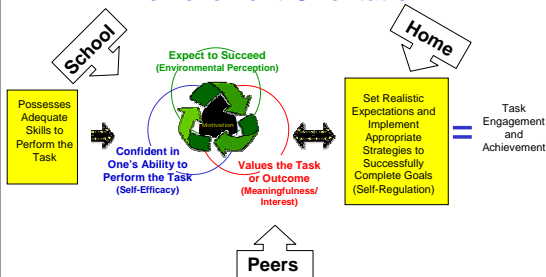 School
Home
Expect to Succeed
(Environmental Perception)
Possesses
Adequate
Skills to
Perform the
Task
Motivation
Confident in
One's Ability to
Perform the Task
(Self-Efficacy)
Values the Task
or Outcome
(Meaningfulness/
Interest)
Set Realistic
Expectations and
Implement
Appropriate
Strategies to
Successfully
Complete Goals
(Self-Regulation)
=
Task
Engagement
and
Achievement
Peers